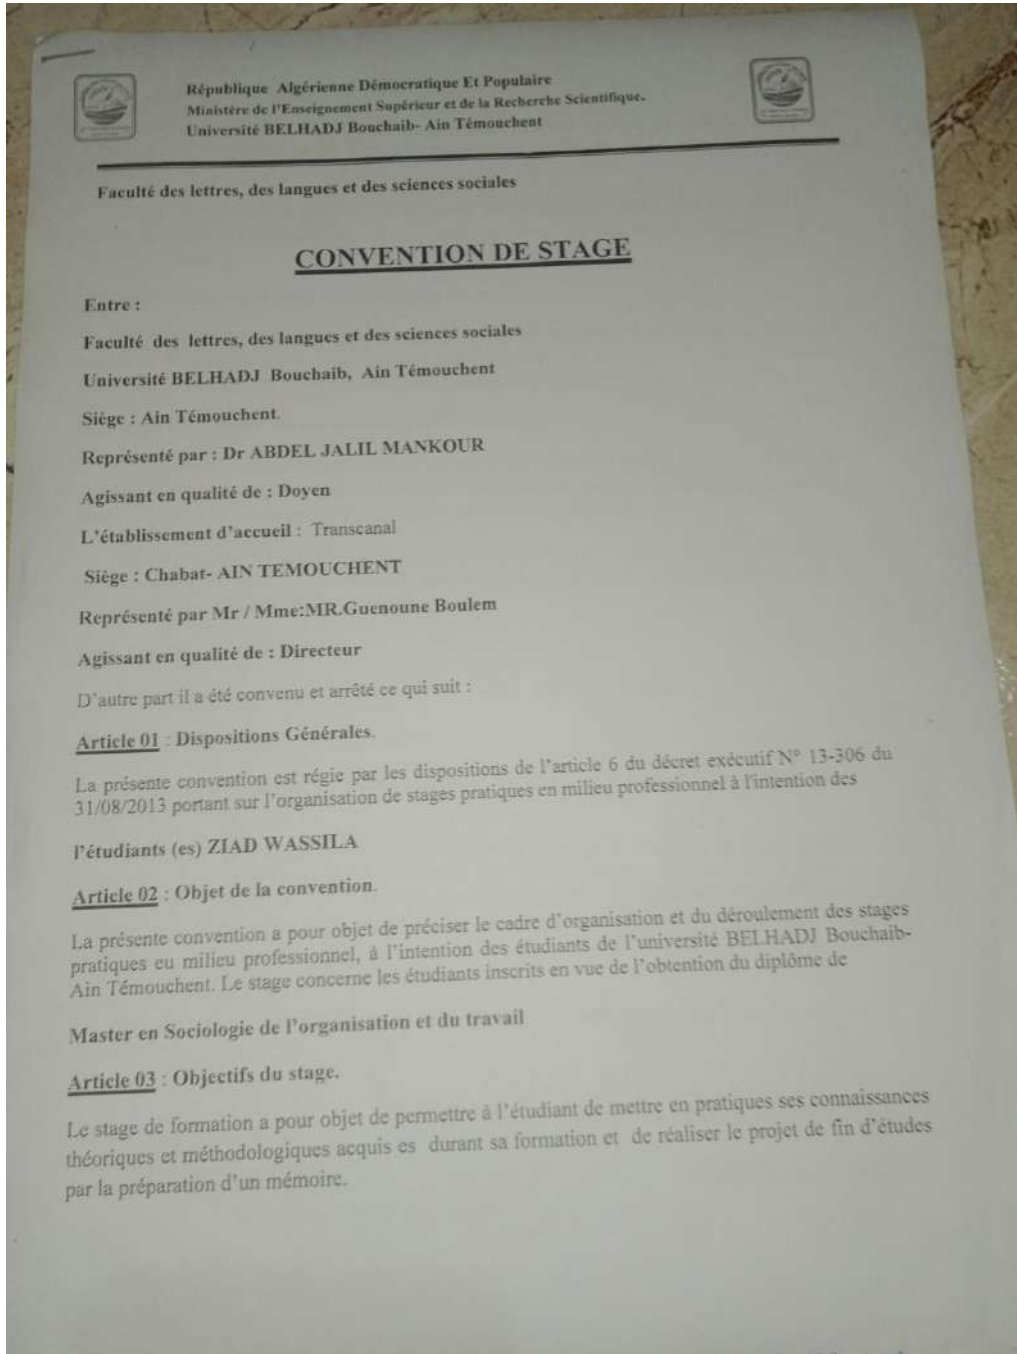 République Algérienne Démocratique Et Populaire
Ministère de l'Enseignement Supérieur et de la Recherche Scientifique.
Université BELHADJ Bouchaib- Ain Témouchent
Faculté des lettres, des langues et des sciences sociales
CONVENTION DE STAGE
Entre :
Faculté des lettres, des langues et des sciences sociales
Université BELHADJ Bouchaib, Ain Témouchent
Siège : Ain Témouchent.
Représenté par : Dr ABDEL JALIL MANKOUR
Agissant en qualité de : Doyen
L'établissement d'accueil : Transcanal
Siège : Chabat- AIN TEMOUCHENT
Représenté par Mr / Mme:MR.Guenoune Boulem
Agissant en qualité de : Directeur
D'autre part il a été convenu et arrêté ce qui suit :
Article 01 : Dispositions Générales.
La présente convention est régie par les dispositions de l'article 6 du décret exécutif N° 13-306 du
31/08/2013 portant sur l'organisation de stages pratiques en milieu professionnel à l'intention des
l'étudiants (es) ZIAD WASSILA
Article 02 : Objet de la convention.
La présente convention a pour objet de préciser le cadre d'organisation et du déroulement des stages
pratiques eu milieu professionnel, à l'intention des étudiants de l'université BELHADJ Bouchaib-
Ain Témouchent. Le stage concerne les étudiants inscrits en vue de l'obtention du diplôme de
Master en Sociologie de l'organisation et du travail
Article 03 : Objectifs du stage.
Le stage de formation a pour objet de permettre à l'étudiant de mettre en pratiques ses connaissances
théoriques et méthodologiques acquis es durant sa formation et de réaliser le projet de fin d'études
par la préparation d'un mémoire.